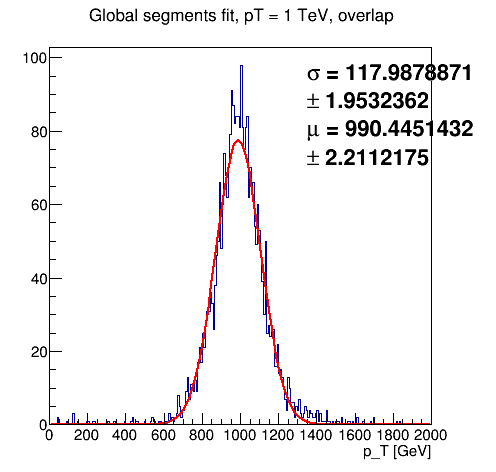 Global segments fit, pT = 1 TeV, overlap
σ = 117.9878871
± 1.9532362
μ = 990.4451432
± 2.2112175
100
80
60
40
20
0
0 200 400 600 800 1000 1200 1400 1600 1800 2000
p_T [GeV]